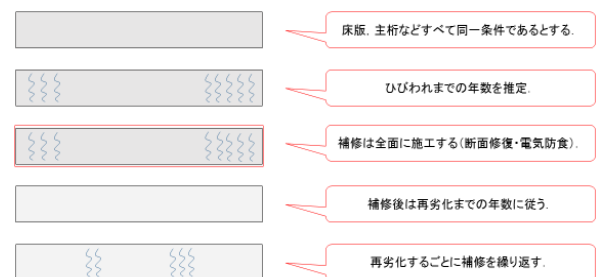 床版，主桁などすべて同一条件であるとする．
ひびわれまでの年数を推定．
補修は全面に施工する（断面修復・電気防食）．
補修後は再劣化までの年数に従う．
再劣化するごとに補修を繰り返す．